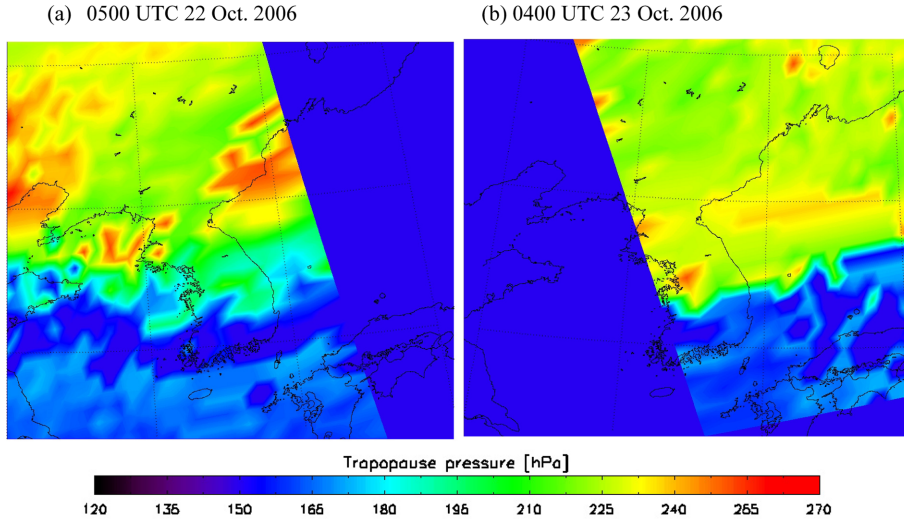 (a) 0500 UTC 22 Oct. 2006
(b) 0400 UTC 23 Oct. 2006
Tropopause pressure [hPa]
120 135 150 165 180 195 210 225 240 255 270